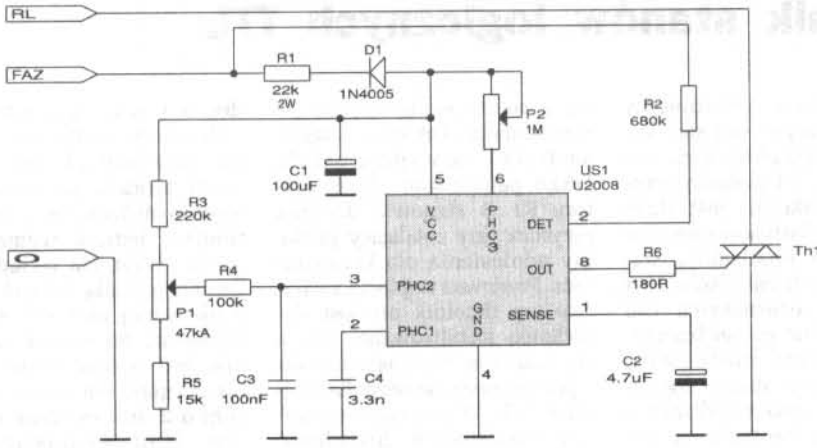 RL
FAZ
R1
22k
2W
D1
1N4005
P2
1M
R2
680k
C1
100uF
US1
U2008
R3
220k
5
6
VCC
PHC3
DET
2
Th1
OUT
8
R6
180R
R4
100k
3
PHC2
P1
47kA
2
PHC1
GND
SENSE
1
R5
15k
C3
100nF
C4
3.3n
4
C2
4.7uF